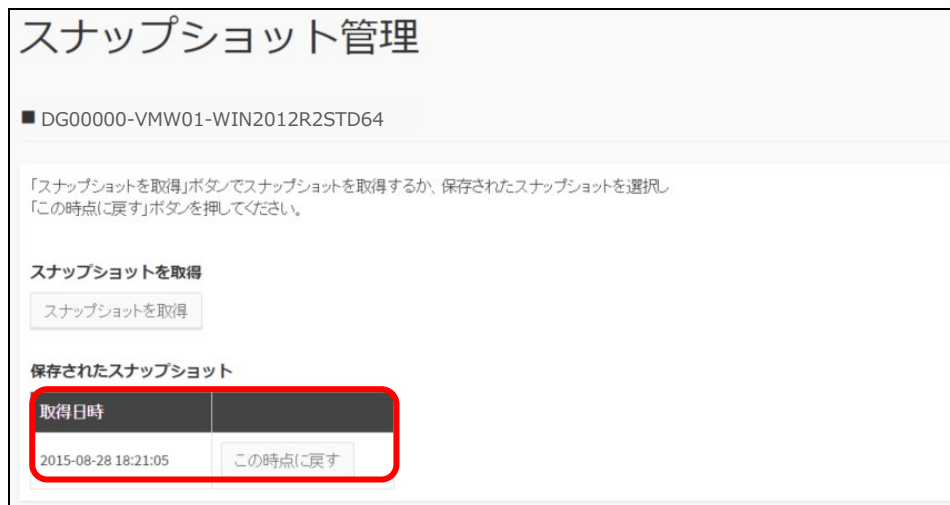 スナップショット管理
■ DG00000-VMW01-WIN2012R2STD64
「スナップショットを取得」ボタンでスナップショットを取得するか、保存されたスナップショットを選択し
「この時点に戻す」ボタンを押してください。
スナップショットを取得
スナップショットを取得
保存されたスナップショット
取得日時
2015-08-28 18:21:05 この時点に戻す